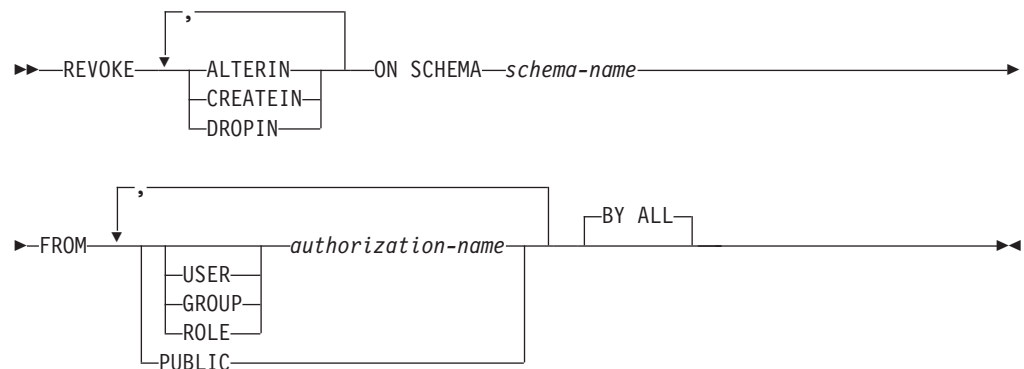 ,
REVOKE ALTERIN ON SCHEMA schema-name
CREATEIN
DROPIN
,
BY ALL
FROM authorization-name
USER
GROUP
ROLE
PUBLIC